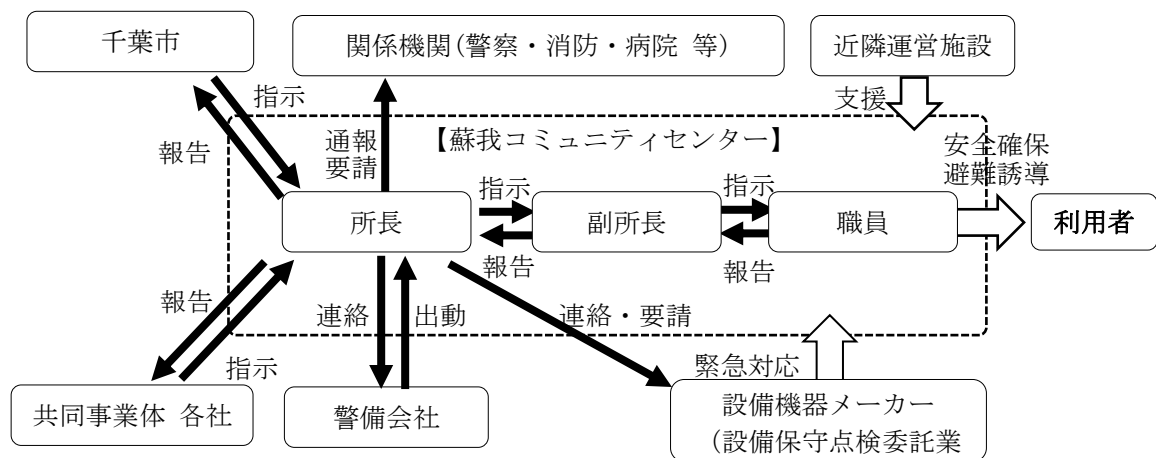 千葉市
関係機関(警察・消防・病院 等)
近隣運営施設
指示
支援
報告
通報
要請
【蘇我コミュニティセンター】
安全確保
避難誘導
指示
指示
所長
副所長
職員
利用者
報告
報告
報告
連絡
出動
連絡・要請
指示
緊急対応
共同事業体 各社
警備会社
設備機器メーカー
(設備保守点検委託業